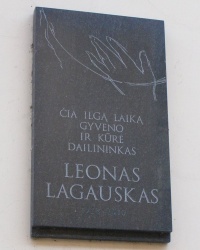 ČIA ILGĄ LAIKĄ
GYVENO
IR KŪRĖ
DAILININKAS
LEONAS
LAGAUSKAS